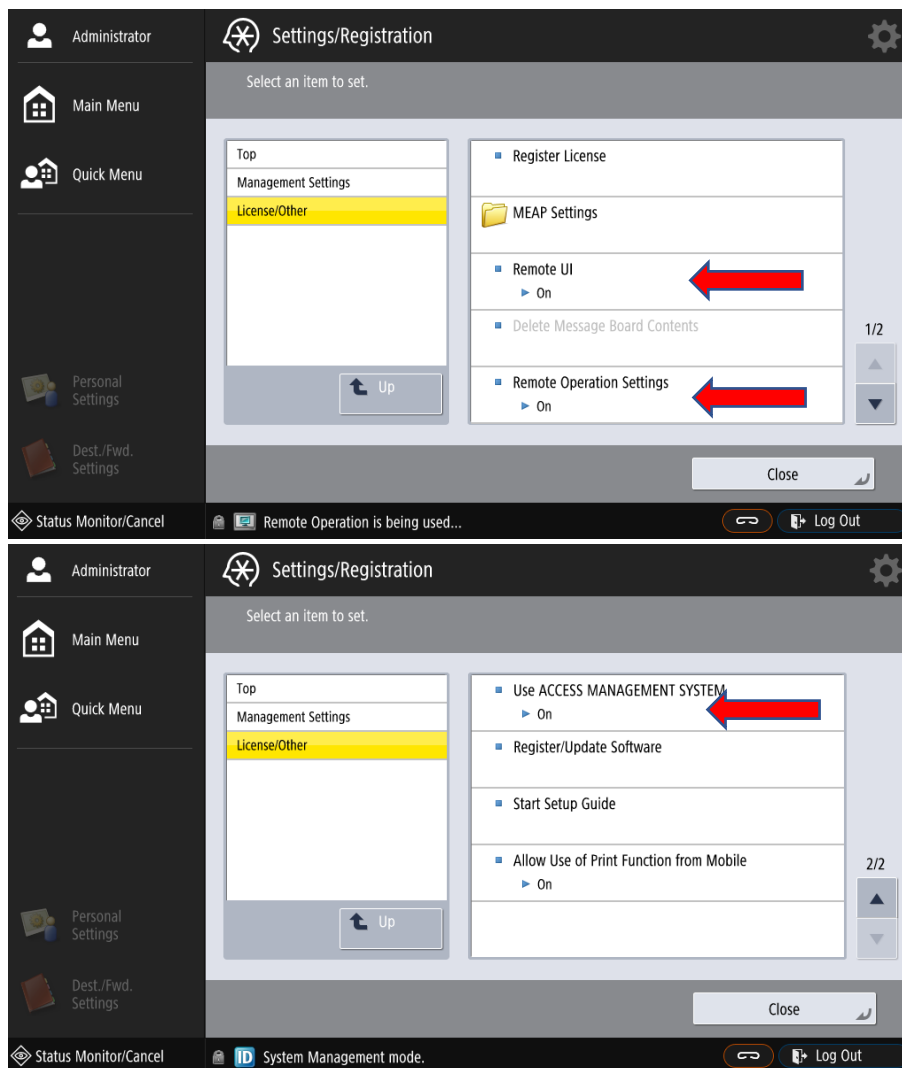 Administrator
Settings/Registration
Select an item to set.
Main Menu
Quick Menu
Top
Management Settings
License/Other
Register License
MEAP Settings
Remote UI
On
Delete Message Board Contents
Remote Operation Settings
On
1/2
Up
Personal
Settings
Dest./Fwd.
Settings
Close
Status Monitor/Cancel
Remote Operation is being used...
Log Out
Administrator
Settings/Registration
Select an item to set.
Main Menu
Quick Menu
Top
Management Settings
License/Other
Use ACCESS MANAGEMENT SYSTEM
On
Register/Update Software
Start Setup Guide
Allow Use of Print Function from Mobile
On
2/2
Up
Personal
Settings
Dest./Fwd.
Settings
Close
Status Monitor/Cancel
ID System Management mode.
Log Out